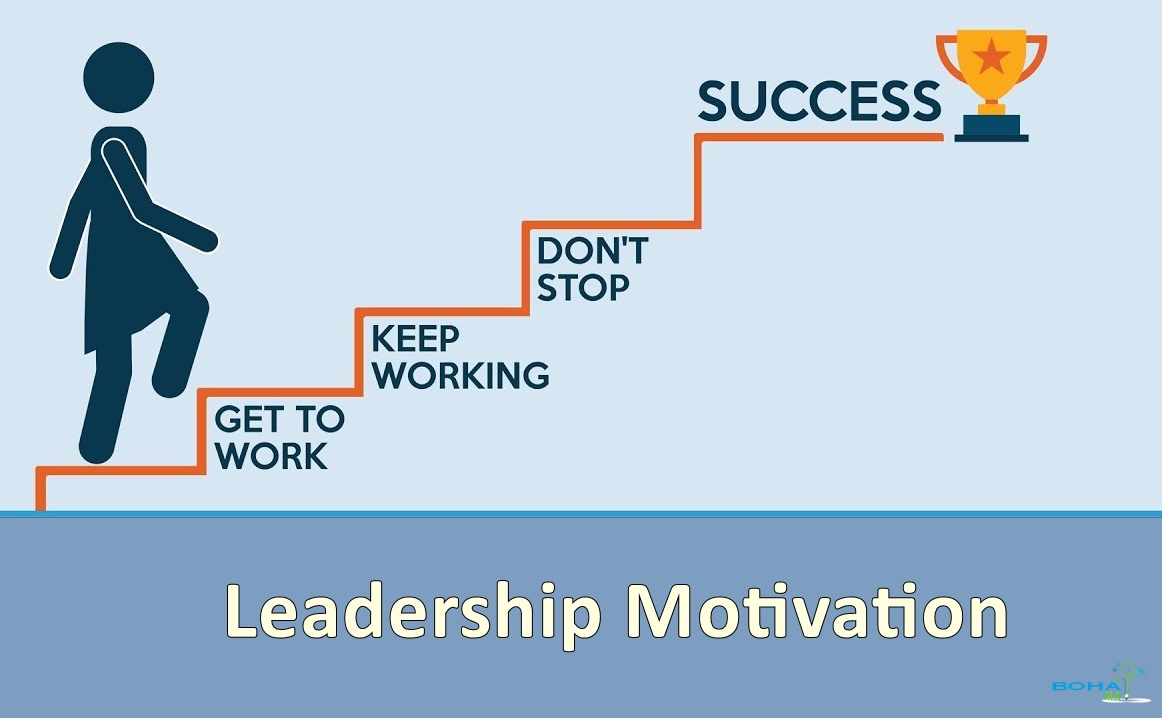 SUCCESS
DON'T
STOP
KEEP
WORKING
GET TO
WORK
Leadership Motivation
BOHA